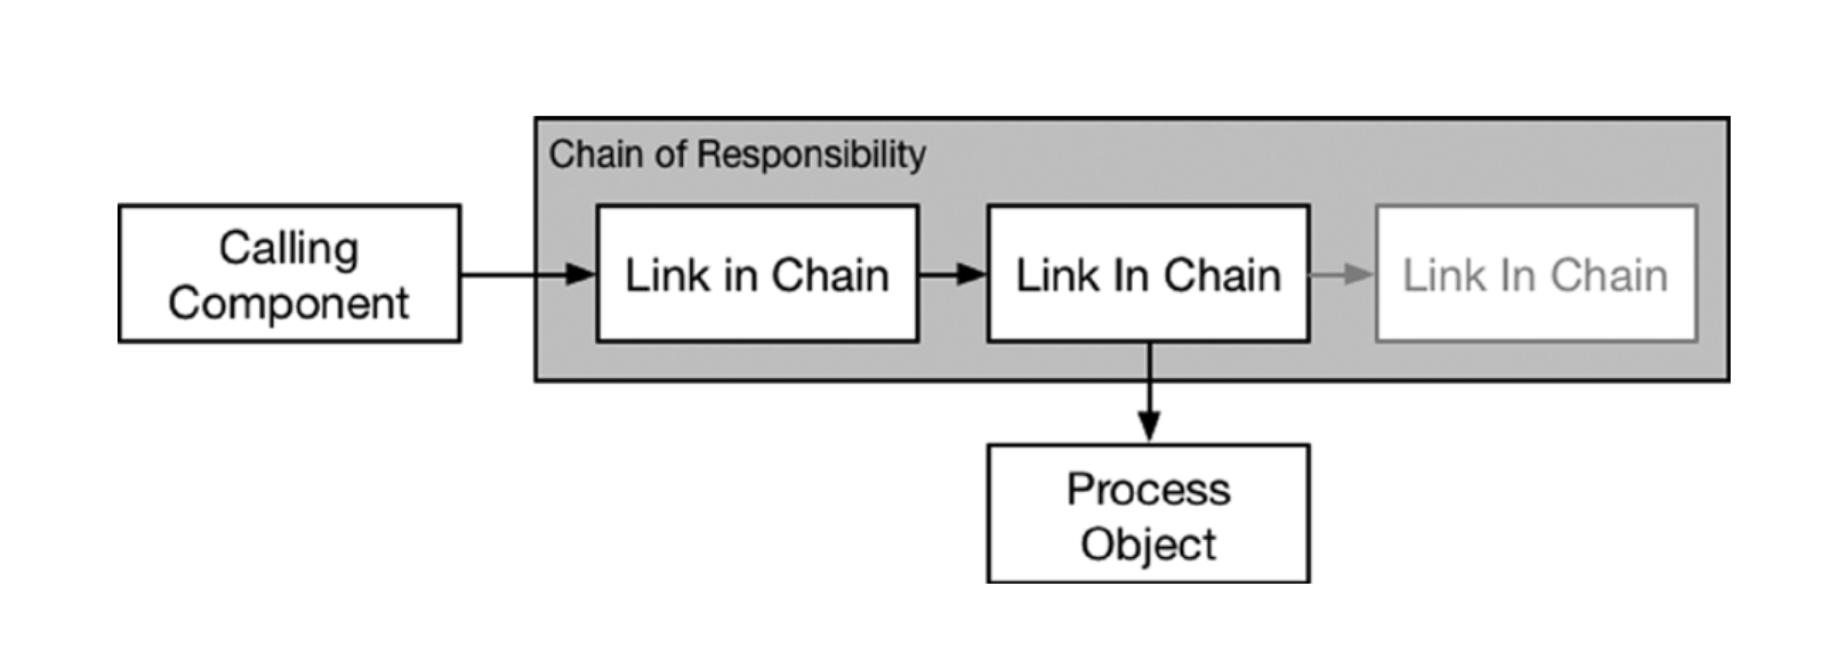 Chain of Responsibility
Calling
Component
Link in Chain
Link In Chain
Link In Chain
Process
Object